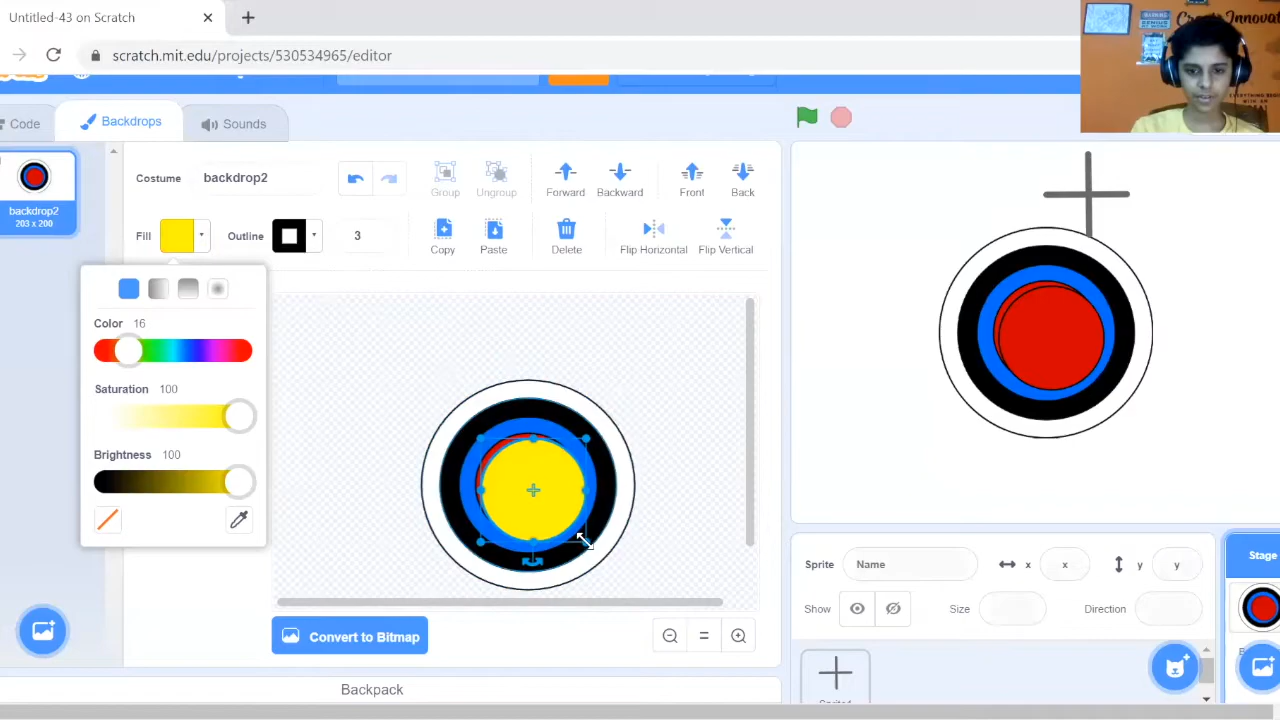 Untitled-43 on Scratch
scratch.mit.edu/projects/530534965/editor
Code
Backdrops
Sounds
backdrop2
203 x 200
Costume
backdrop2
Group
Ungroup
Forward
Backward
Front
Back
Fill
Outline
3
Copy
Paste
Delete
Flip Horizontal
Flip Vertical
Color 16
Saturation 100
Brightness 100
Convert to Bitmap
Backpack
Sprite
Name
x
x
y
y
Show
Size
Direction
Stage